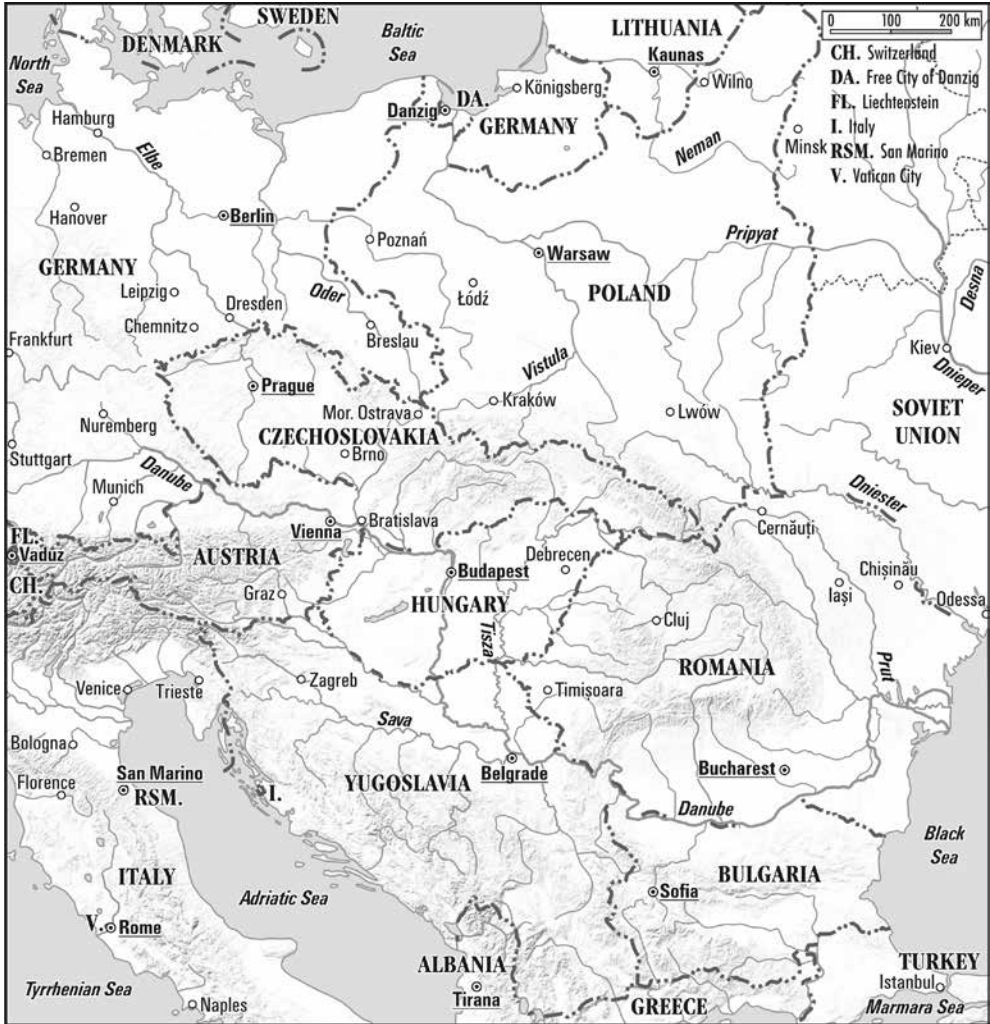 SWEDEN
DENMARK
Baltic
Sea
LITHUANIA
Kaunas
Wilno
0 100 200 km
CH. Switzerland
DA. Free City of Danzig
FL. Liechtenstein
I. Italy
RSM. San Marino
V. Vatican City
North
Sea
Königsberg
DA.
Danzig
GERMANY
Hamburg
Elbe
Bremen
Neman
Minsk
Hanover
Berlin
Poznań
Warsaw
Pripyat
GERMANY
Leipzig
Dresden
Oder
Łódź
POLAND
Desna
Chemnitz
Breslau
Frankfurt
Kiev
Dnieper
Prague
Vistula
Kraków
Lwów
Nuremberg
Mor. Ostrava
CZECHOSLOVAKIA
SOVIET
UNION
Stuttgart
Brno
Danube
Munich
Dniester
Vienna
Bratislava
Cernăuți
FL.
Vadúz
AUSTRIA
Debrecen
Budapest
Chișinău
CH.
Graz
HUNGARY
Iași
Odessa
Tisza
Cluj
ROMANIA
Prut
Venice
Trieste
Zagreb
Timișoara
Sava
Bologna
San Marino
RSM.
Florence
I.
YUGOSLAVIA
Belgrade
Bucharest
Danube
Black
Sea
ITALY
Adriatic Sea
BULGARIA
Sofia
V.
Rome
ALBANIA
Tirana
TURKEY
Istanbul
Tyrrhenian Sea
Naples
GREECE
Marmara Sea